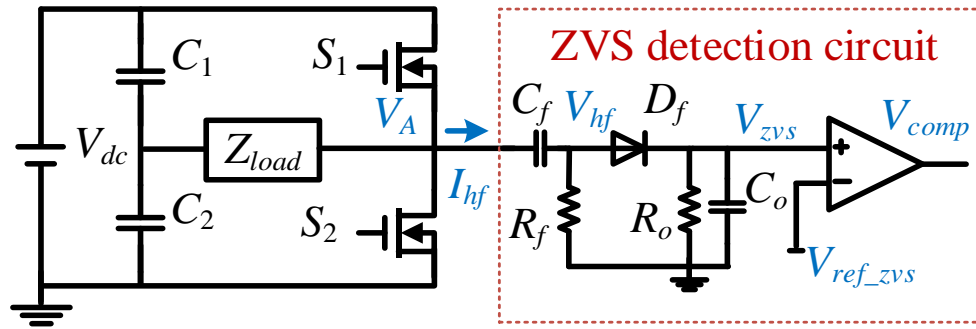 ZVS detection circuit
C1
S1
Cf
Vhf
Df
VA
Vzvs
Vcomp
Vdc
Zload
Ihf
C2
S2
Rf
Ro
Co
+
−
Vref_zvs